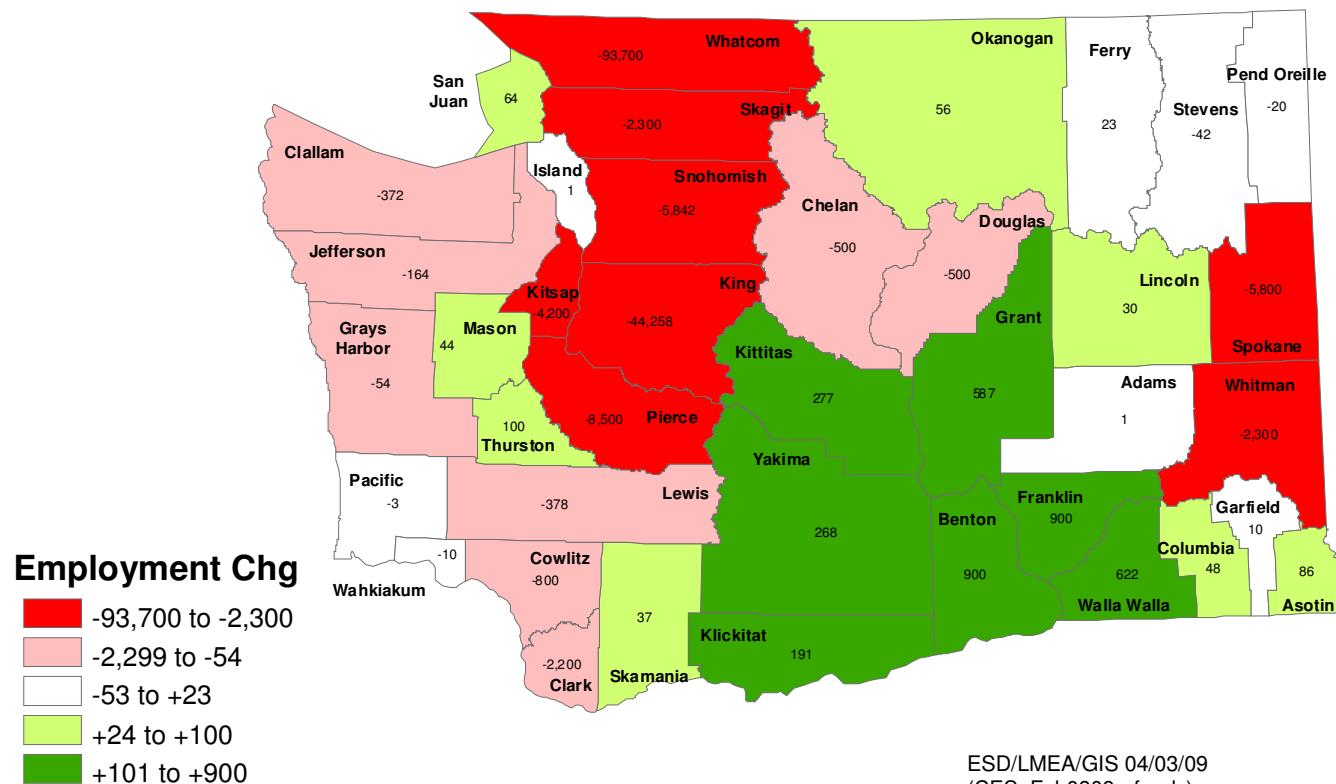 Whatcom
-93,700
Okanogan
56
Ferry
23
Pend Oreille
-20
Stevens
-42
San
Juan
64
Skagit
-2,300
Clallam
-372
Island
1
Snohomish
-5,842
Chelan
-500
Douglas
-500
Jefferson
-164
Kitsap
-4,200
King
-44,258
Lincoln
30
-5,800
Spokane
Grays
Harbor
-54
Mason
44
Kittitas
277
Grant
587
Adams
1
Whitman
-2,300
100
Thurston
-8,500
Pierce
Yakima
268
Pacific
-3
Lewis
-378
Benton
900
Franklin
900
Garfield
10
Columbia
48
622
Walla Walla
86
Asotin
-10
Wahkiakum
Cowlitz
-800
37
Skamania
Klickitat
191
-2,200
Clark
Employment Chg
-93,700 to -2,300
-2,299 to -54
-53 to +23
+24 to +100
+101 to +900
ESD/LMEA/GIS 04/03/09